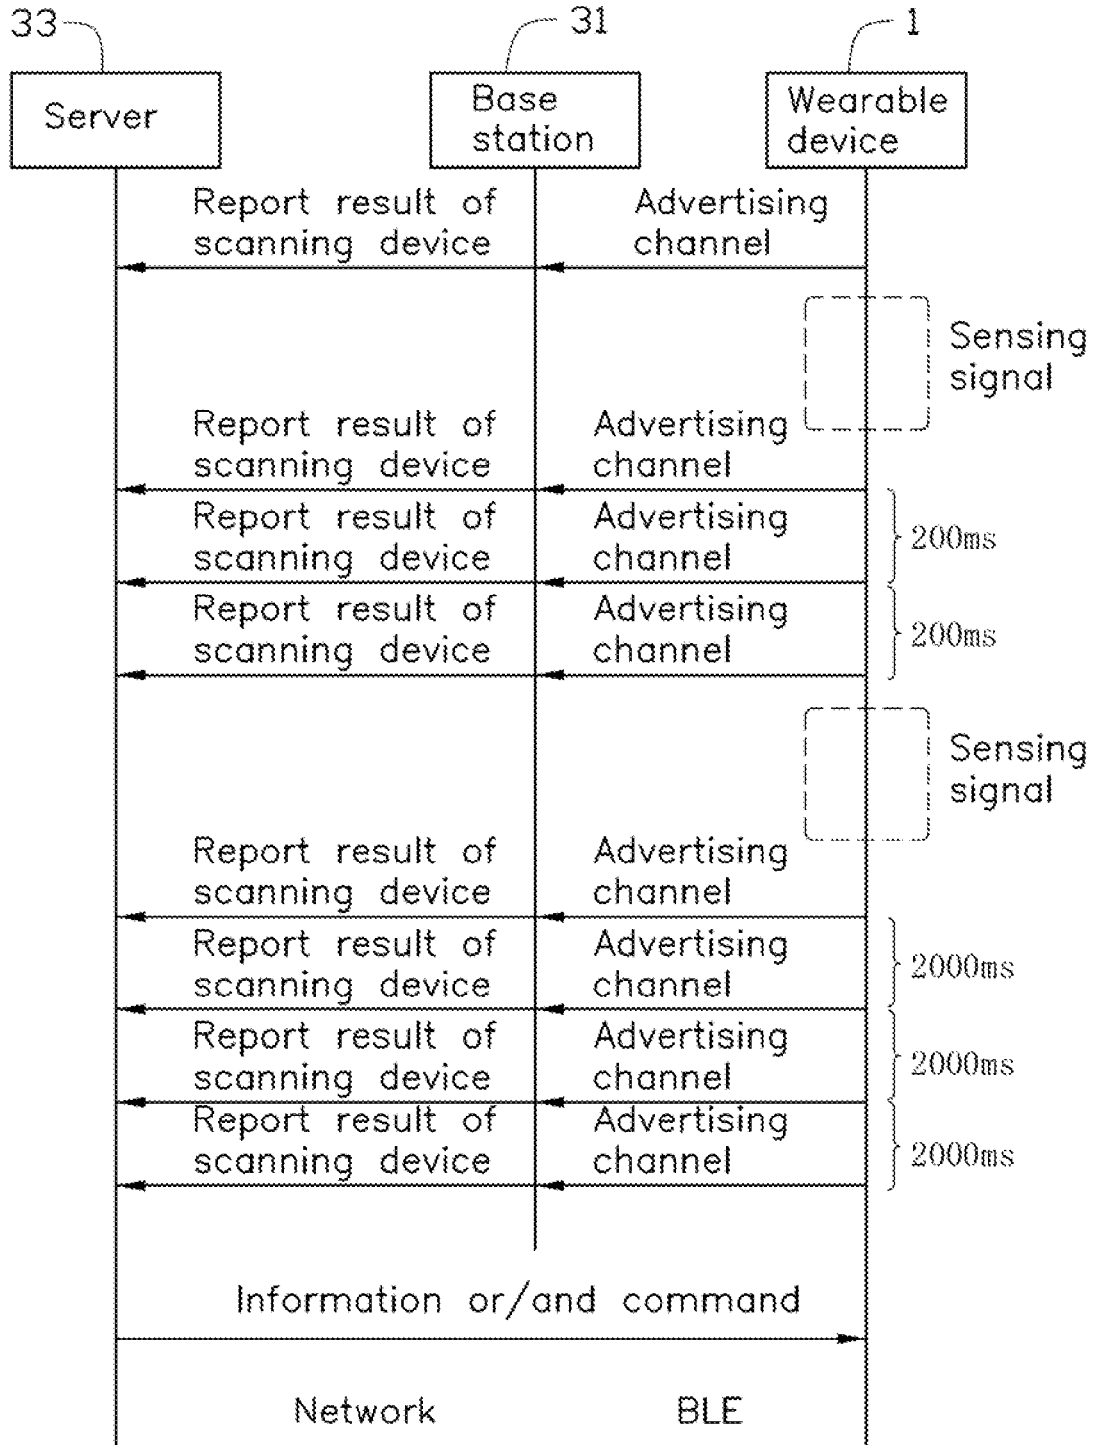 33
31
1
Server
Base
station
Wearable
device
Report result of
scanning device
Advertising
channel
Sensing
signal
Report result of
scanning device
Advertising
channel
Report result of
scanning device
Advertising
channel
200ms
Report result of
scanning device
Advertising
channel
200ms
Sensing
signal
Report result of
scanning device
Advertising
channel
Report result of
scanning device
Advertising
channel
2000ms
Report result of
scanning device
Advertising
channel
2000ms
Report result of
scanning device
Advertising
channel
2000ms
Information or/and command
Network
BLE